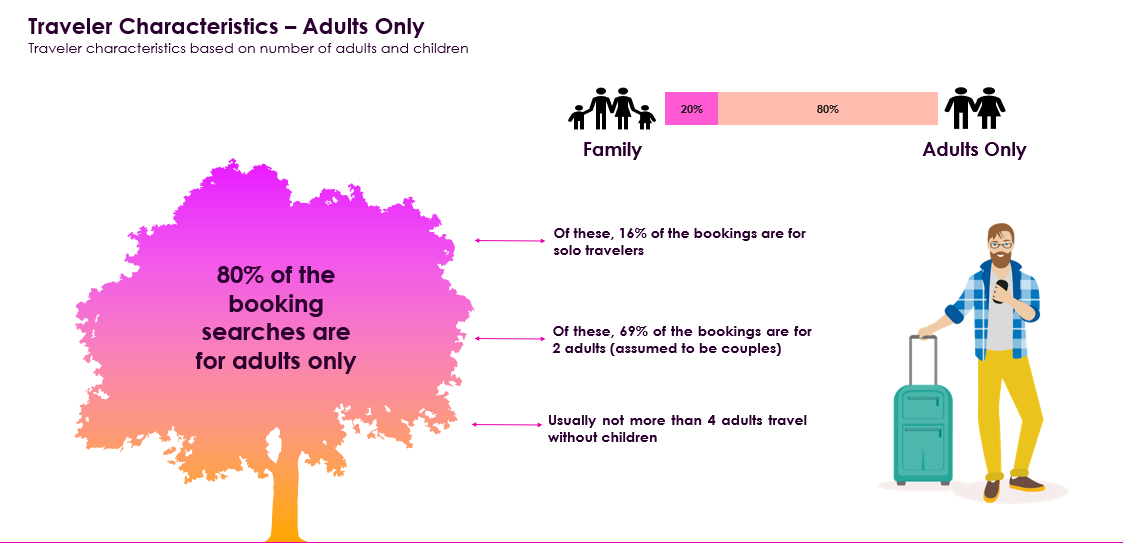 Traveler Characteristics – Adults Only
Traveler characteristics based on number of adults and children
20%
80%
Family
Adults Only
80% of the
booking
searches are
for adults only
Of these, 16% of the bookings are for
solo travelers
Of these, 69% of the bookings are for
2 adults (assumed to be couples)
Usually not more than 4 adults travel
without children